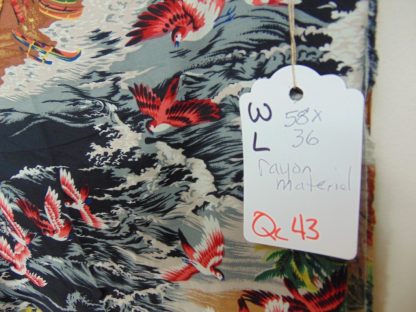 W 58x
L 36
rayon
material
Qc 43